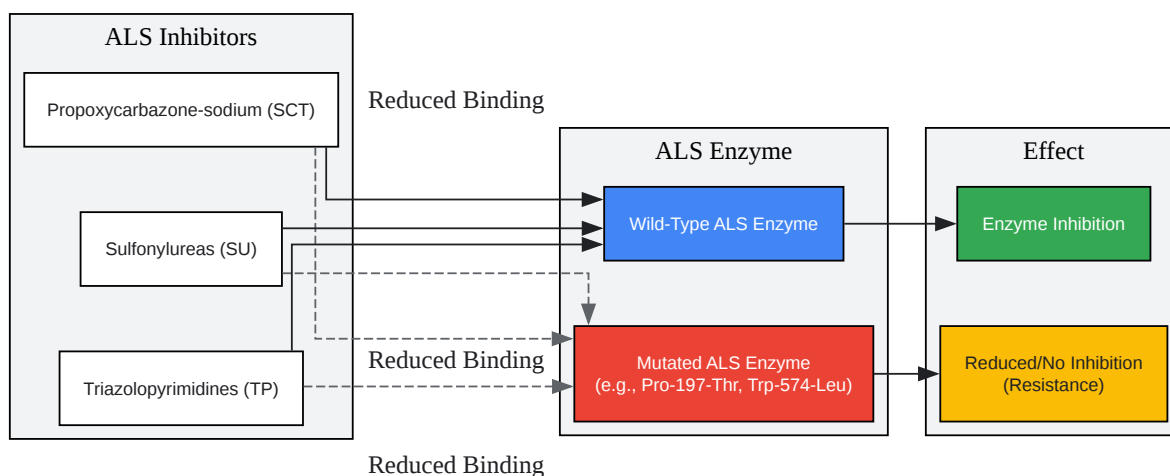 ALS Inhibitors
Propoxycarbazone-sodium (SCT)
Sulfonylureas (SU)
Triazolopyrimidines (TP)
Reduced Binding
Reduced Binding
Reduced Binding
ALS Enzyme
Wild-Type ALS Enzyme
Mutated ALS Enzyme
(e.g., Pro-197-Thr, Trp-574-Leu)
Effect
Enzyme Inhibition
Reduced/No Inhibition
(Resistance)